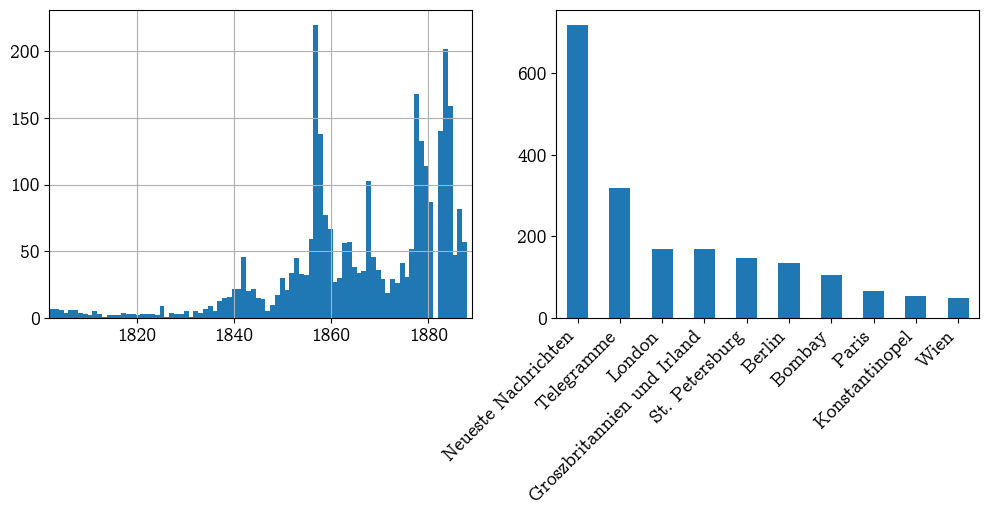 200
150
100
50
0
1820 1840 1860 1880
600
400
200
0
Neueste Nachrichten
Telegramme
London
Groszbritannien und Irland
St. Petersburg
Berlin
Bombay
Paris
Konstantinopel
Wien